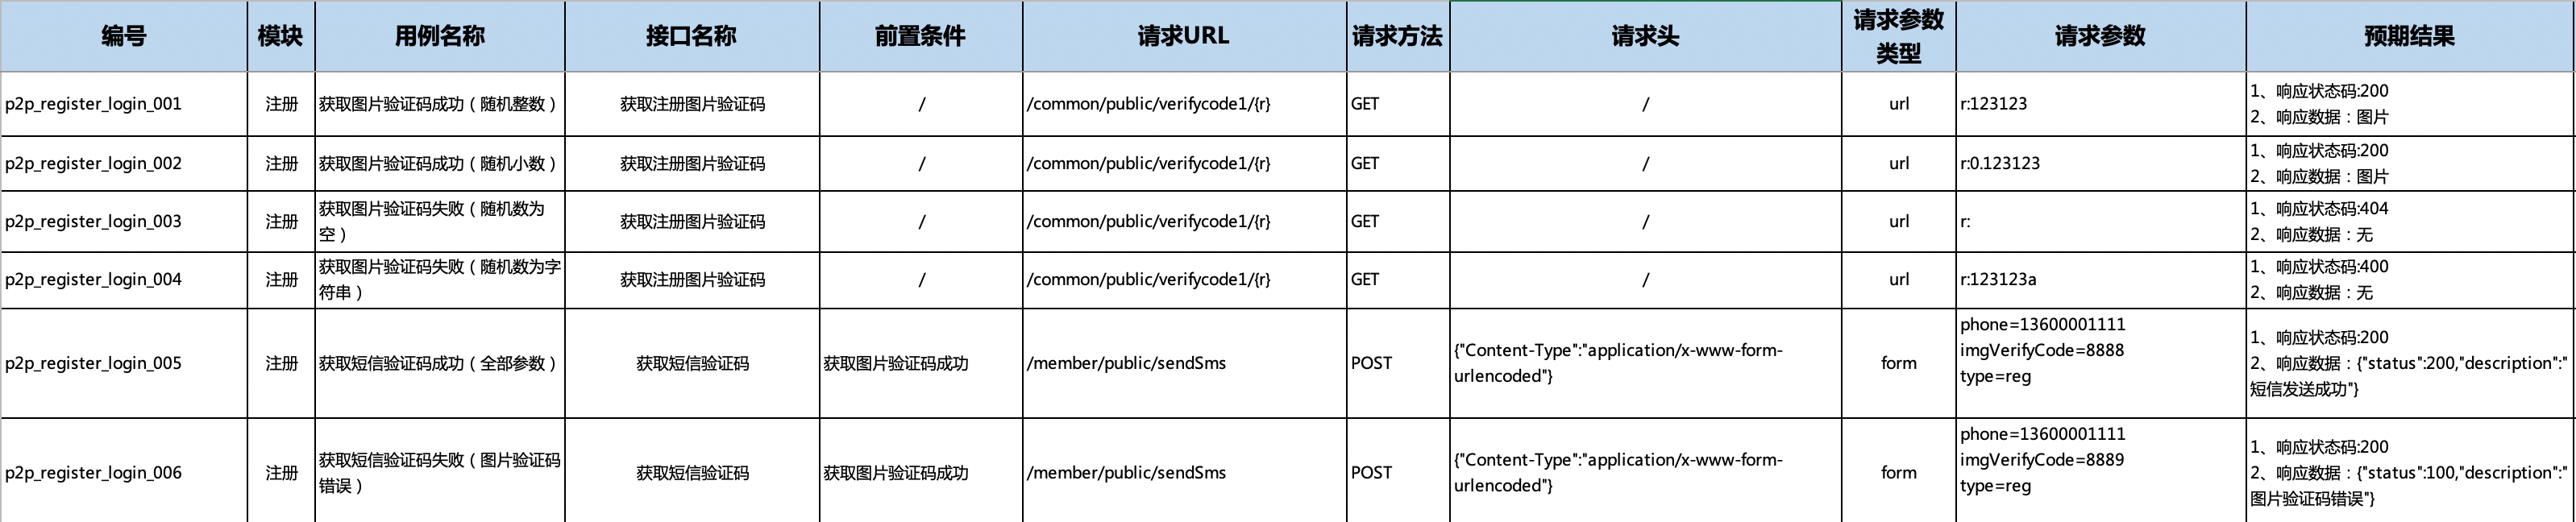 编号 模块 用例名称 接口名称 前置条件 请求URL 请求方法 请求头 请求参数类型 请求参数 预期结果
p2p_register_login_001 注册 获取图片验证码成功（随机整数） 获取注册图片验证码 / /common/public/verifycode1/{r} GET / url r:123123 1、响应状态码:200
2、响应数据：图片
p2p_register_login_002 注册 获取图片验证码成功（随机小数） 获取注册图片验证码 / /common/public/verifycode1/{r} GET / url r:0.123123 1、响应状态码:200
2、响应数据：图片
p2p_register_login_003 注册 获取图片验证码失败（随机数为空） 获取注册图片验证码 / /common/public/verifycode1/{r} GET / url r: 1、响应状态码:404
2、响应数据：无
p2p_register_login_004 注册 获取图片验证码失败（随机数为字符串） 获取注册图片验证码 / /common/public/verifycode1/{r} GET / url r:123123a 1、响应状态码:400
2、响应数据：无
p2p_register_login_005 注册 获取短信验证码成功（全部参数） 获取短信验证码 获取图片验证码成功 /member/public/sendSms POST {"Content-Type":"application/x-www-form-urlencoded"} form phone=13600001111
imgVerifyCode=8888
type=reg
1、响应状态码:200
2、响应数据：{"status":200,"description":"
短信发送成功"}
p2p_register_login_006 注册 获取短信验证码失败（图片验证码错误） 获取短信验证码 获取图片验证码成功 /member/public/sendSms POST {"Content-Type":"application/x-www-form-urlencoded"} form phone=13600001111
imgVerifyCode=8889
type=reg
1、响应状态码:200
2、响应数据：{"status":100,"description":"
图片验证码错误"}